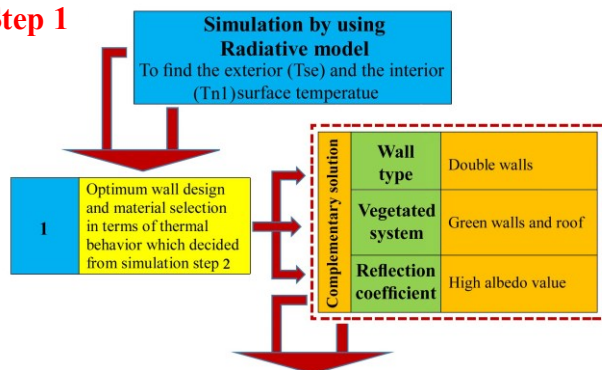 Step 1
Simulation by using
Radiative model
To find the exterior (Tse) and the interior
(Tn1)surface temperatue
1
Optimum wall design
and material selection
in terms of thermal
behavior which decided
from simulation step 2
Complementary solution
Wall
type
Double walls
Vegetated
system
Green walls and roof
Reflection
coefficient
High albedo value